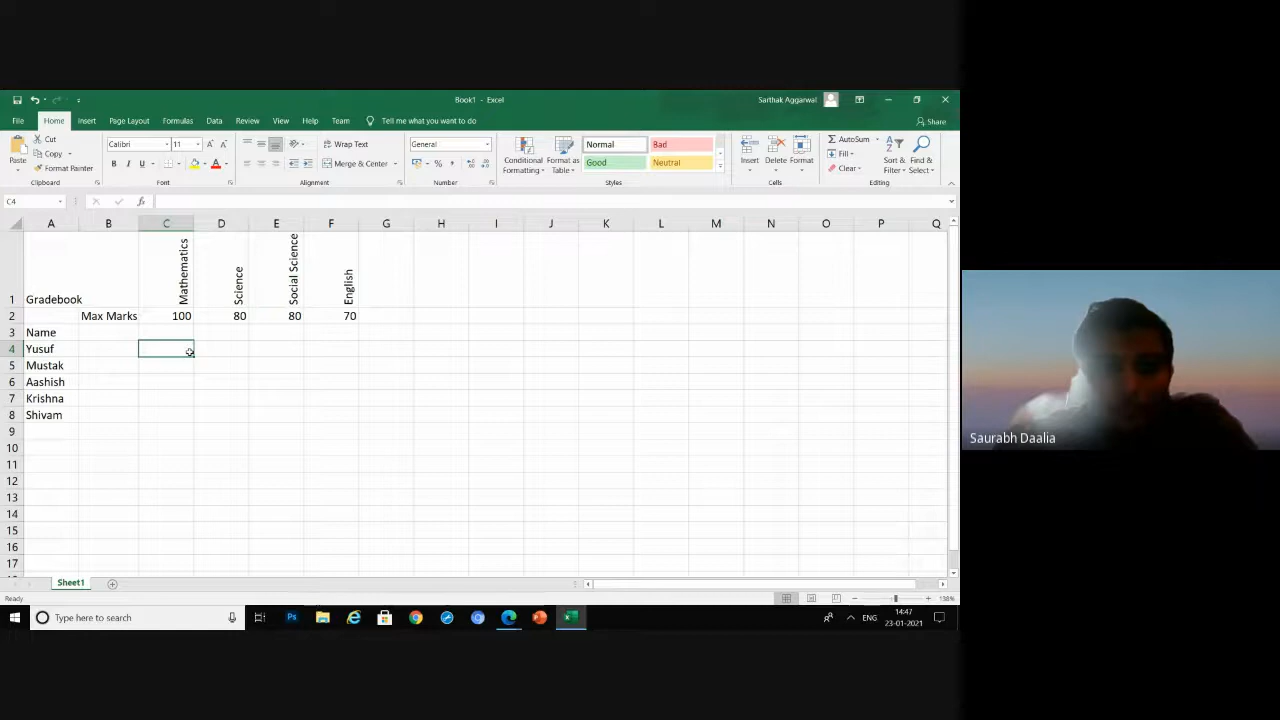 Book1 - Excel
Sarthak Aggarwal
File Home Insert Page Layout Formulas Data Review View Help Team Tell me what you want to do
Share
Paste
Cut
Copy
Format Painter
Clipboard
Calibri 11
B I U
Font
Wrap Text
Merge & Center
Alignment
General
% ,
Number
Conditional Formatting
Format as Table
Normal Bad
Good Neutral
Styles
Insert Delete Format
Cells
AutoSum
Fill
Clear
Sort & Filter
Find & Select
Editing
C4 fx
A B C D E F G H I J K L M N O P Q
1 Gradebook Mathematics Science Social Science English
2 Max Marks 100 80 80 70
3 Name
4 Yusuf
5 Mustak
6 Aashish
7 Krishna
8 Shivam
9
10
11
12
13
14
15
16
17
Sheet1
Ready
138%
Type here to search
Ps
ENG
14:47
23-01-2021
Saurabh Daalia